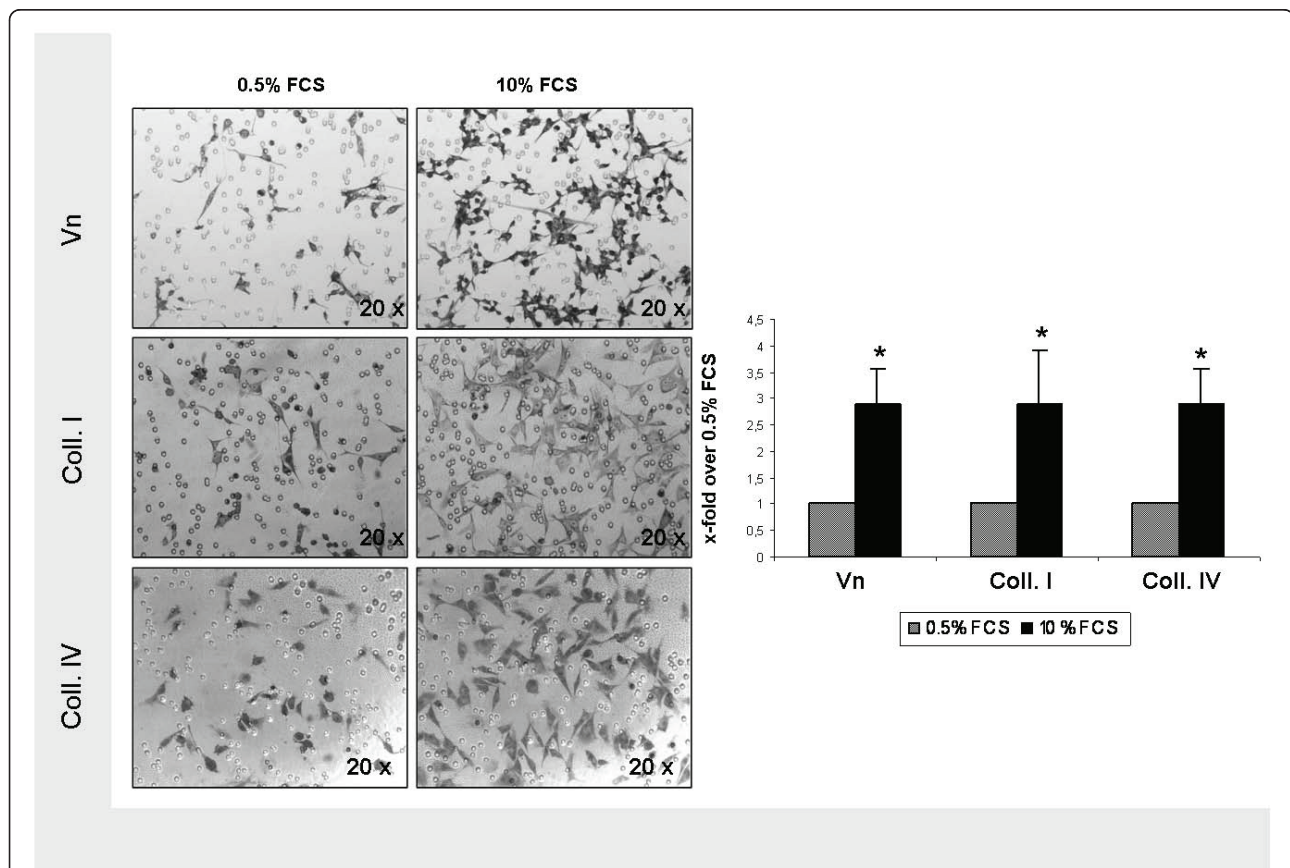 0.5% FCS
10% FCS
Vn
20 x
20 x
Coll. I
20 x
20 x
Coll. IV
20 x
20 x
x-fold over 0.5% FCS
4,5
4
3,5
3
2,5
2
1,5
1
0,5
0
*
*
*
Vn
Coll. I
Coll. IV
0.5% FCS
10 % FCS